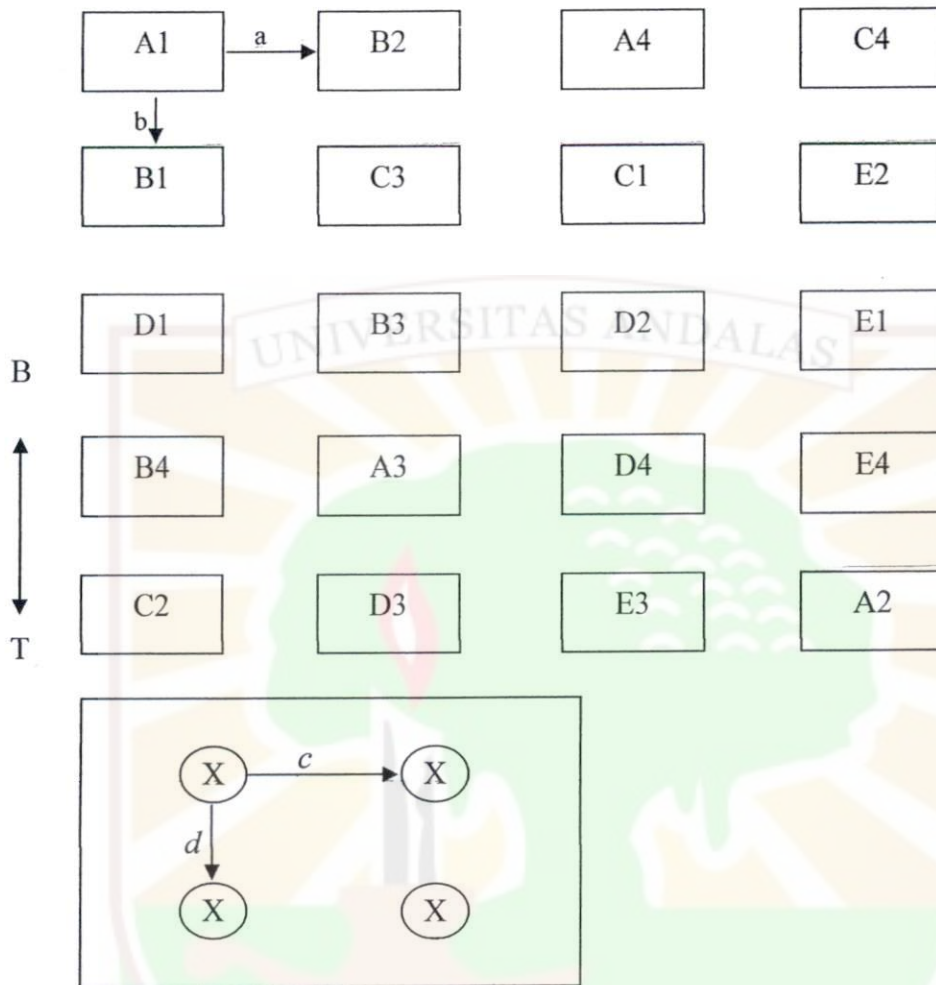 A1 a B2 A4 C4
b
B1 C3 C1 E2
UNIVERSITAS ANDALAS
D1 B3 D2 E1
B
B4 A3 D4 E4
C2 D3 E3 A2
T
X c X
d
X X